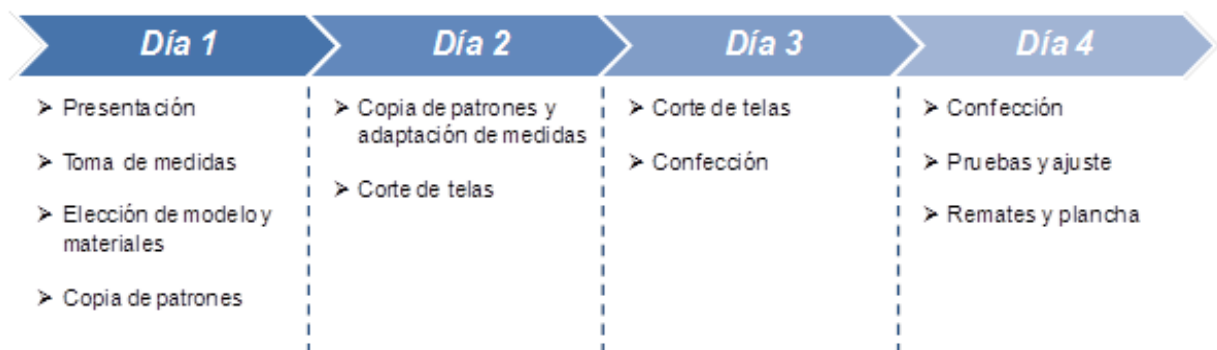 Día 1
Día 2
Día 3
Día 4
➤ Presentación
➤ Toma de medidas
➤ Elección de modelo y
materiales
➤ Copia de patrones
➤ Copia de patrones y
adaptación de medidas
➤ Corte de telas
➤ Corte de telas
➤ Confección
➤ Confección
➤ Pruebas y ajuste
➤ Remates y plancha